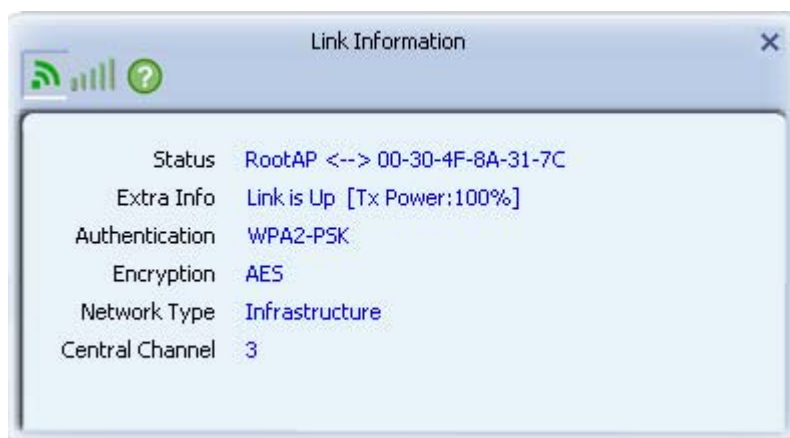 Link Information
Status RootAP <--> 00-30-4F-8A-31-7C
Extra Info Link is Up [Tx Power:100%]
Authentication WPA2-PSK
Encryption AES
Network Type Infrastructure
Central Channel 3